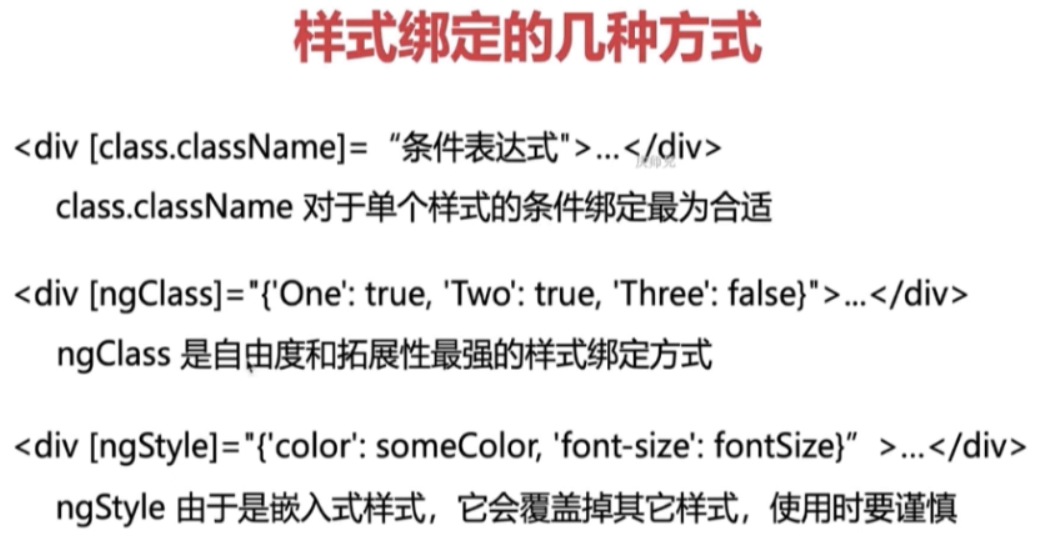 样式绑定的几种方式
<div [class.className]= “条件表达式">...</div>
class.className 对于单个样式的条件绑定最为合适
<div [ngClass]="{'One': true, 'Two': true, 'Three': false}">...</div>
ngClass 是自由度和拓展性最强的样式绑定方式
<div [ngStyle]="{'color': someColor, 'font-size': fontSize}” >...</div>
ngStyle 由于是嵌入式样式，它会覆盖掉其它样式，使用时要谨慎